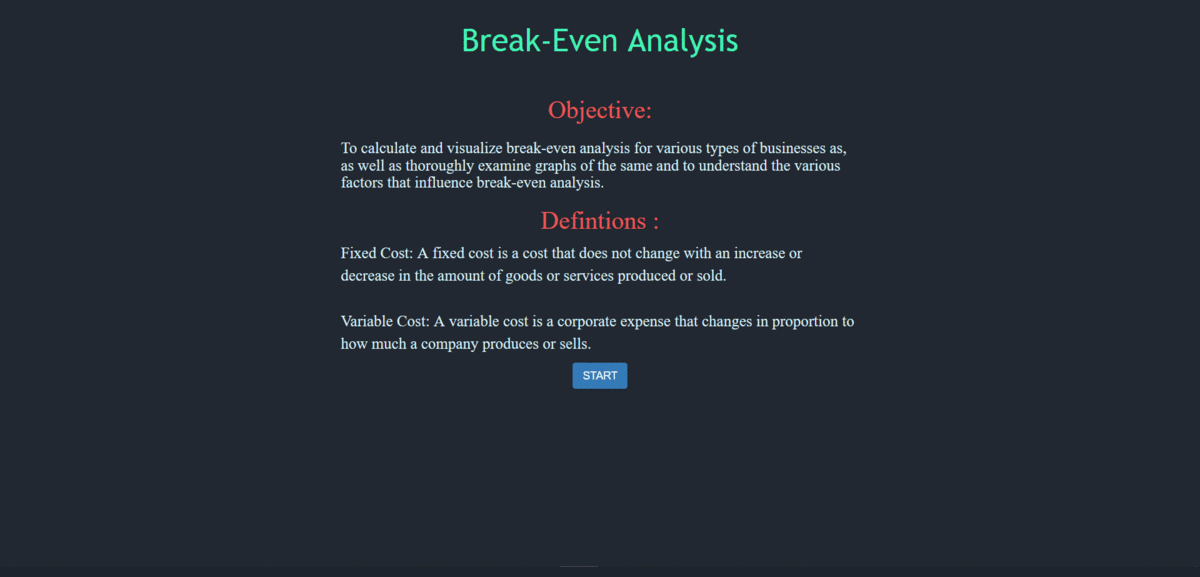 Break-Even Analysis
Objective:
To calculate and visualize break-even analysis for various types of businesses as,
as well as thoroughly examine graphs of the same and to understand the various
factors that influence break-even analysis.
Defintions :
Fixed Cost: A fixed cost is a cost that does not change with an increase or
decrease in the amount of goods or services produced or sold.
Variable Cost: A variable cost is a corporate expense that changes in proportion to
how much a company produces or sells.
START